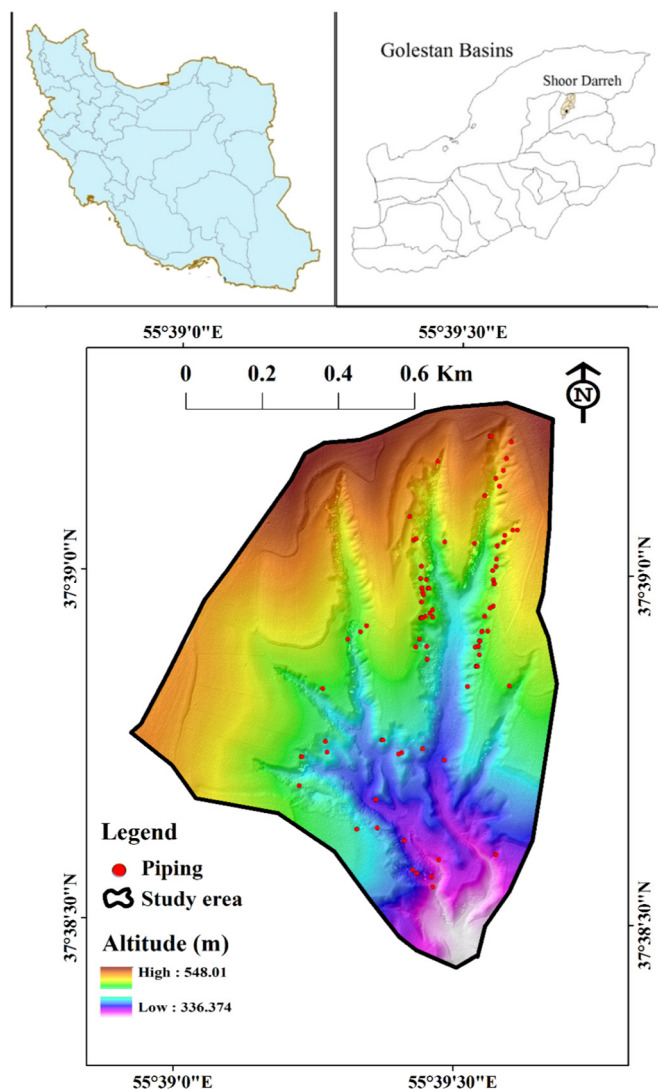 Golestan Basins
Shoor Darreh
55°39'0"E 55°39'30"E
0 0.2 0.4 0.6 Km
N
37°39'0"N 37°39'0"N
Legend
Piping
Study erea
Altitude (m)
High : 548.01
Low : 336.374
37°38'30"N 37°38'30"N
55°39'0"E 55°39'30"E